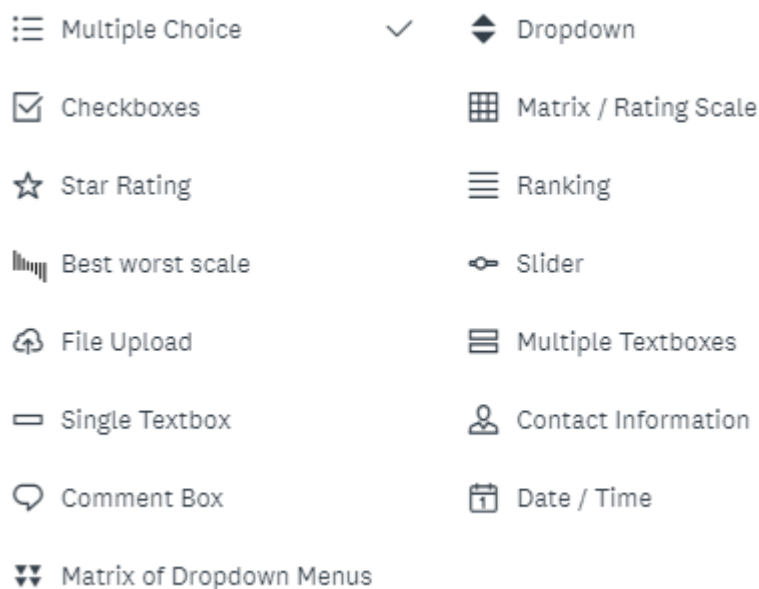 Multiple Choice
Dropdown
Checkboxes
Matrix / Rating Scale
Star Rating
Ranking
Best worst scale
Slider
File Upload
Multiple Textboxes
Single Textbox
Contact Information
Comment Box
1
Date / Time
Matrix of Dropdown Menus